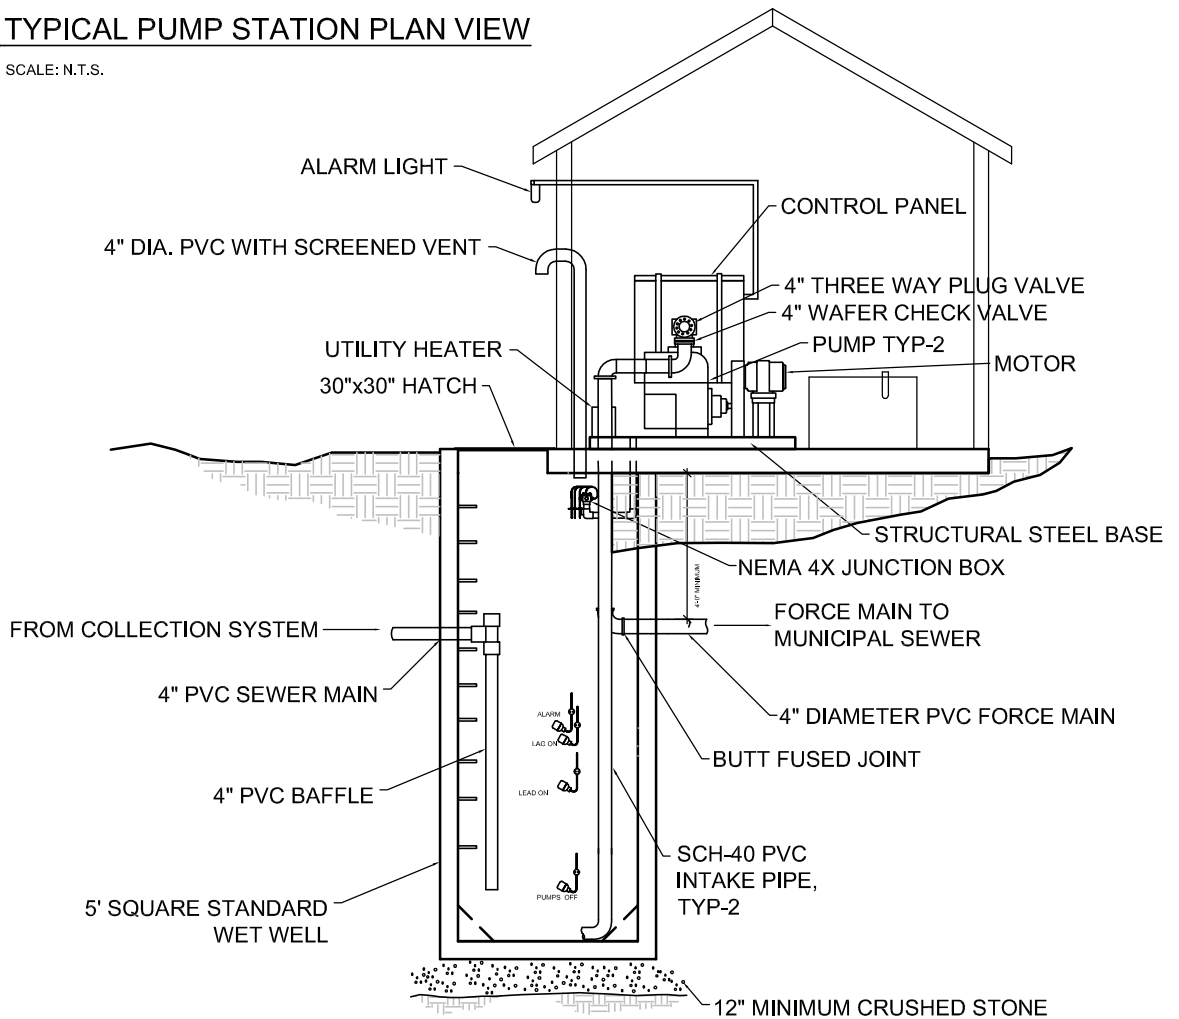 TYPICAL PUMP STATION PLAN VIEW
SCALE: N.T.S.
ALARM LIGHT
CONTROL PANEL
4" DIA. PVC WITH SCREENED VENT
4" THREE WAY PLUG VALVE
4" WAFER CHECK VALVE
PUMP TYP-2
UTILITY HEATER
MOTOR
30"x30" HATCH
STRUCTURAL STEEL BASE
NEMA 4X JUNCTION BOX
4'-0" MINIMUM
FORCE MAIN TO
MUNICIPAL SEWER
FROM COLLECTION SYSTEM
4" PVC SEWER MAIN
ALARM
4" DIAMETER PVC FORCE MAIN
LAG ON
BUTT FUSED JOINT
LEAD ON
4" PVC BAFFLE
SCH-40 PVC
INTAKE PIPE,
TYP-2
PUMPS OFF
5' SQUARE STANDARD
WET WELL
12" MINIMUM CRUSHED STONE